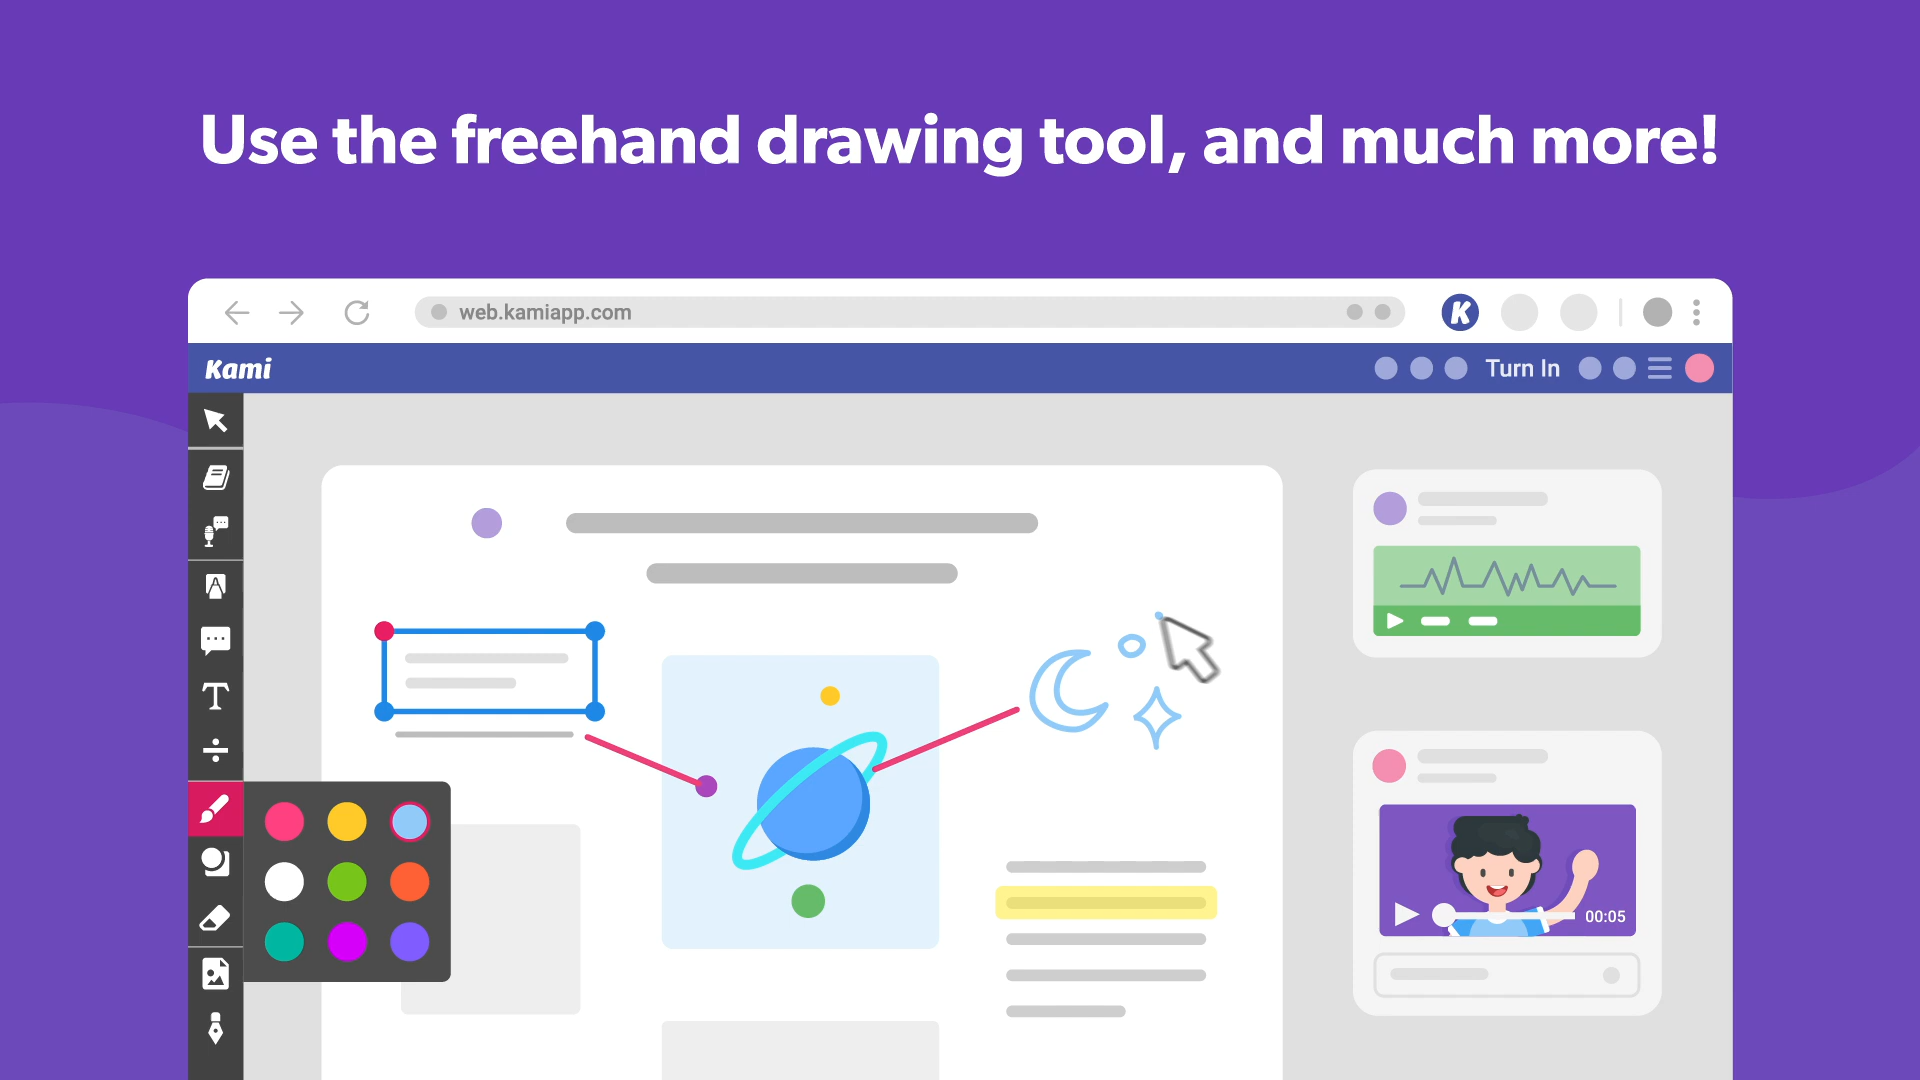 Use the freehand drawing tool, and much more!
web.kamiapp.com
K
Kami
Turn In
T
00:05